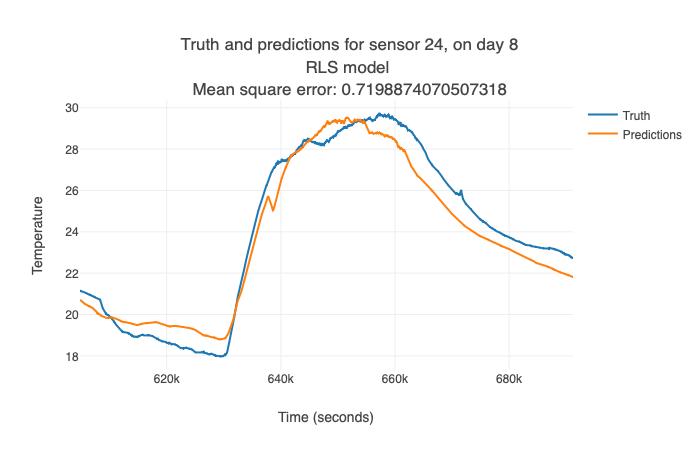 Truth and predictions for sensor 24, on day 8
RLS model
Mean square error: 0.7198874070507318
Truth
Predictions
30
28
26
24
22
20
18
Temperature
620k
640k
660k
680k
Time (seconds)